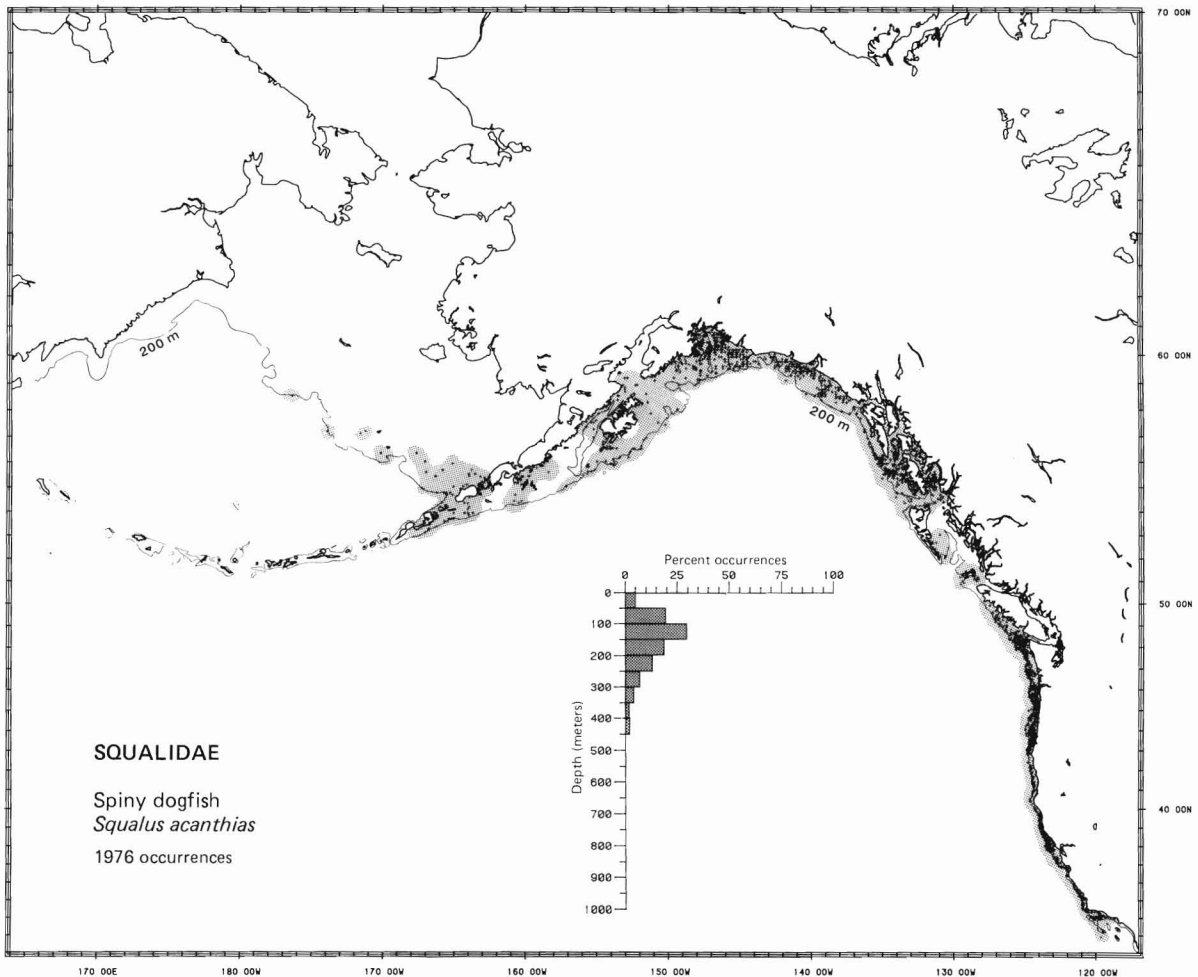 70 00N
200 m
60 00N
200 m
Percent occurrences
0 25 50 75 100
0
100
200
300
400
500
600
700
800
900
1000
Depth (meters)
50 00N
40 00N
SQUALIDAE
Spiny dogfish
Squalus acanthias
1976 occurrences
170 00E 180 00W 170 00W 160 00W 150 00W 140 00W 130 00W 120 00W